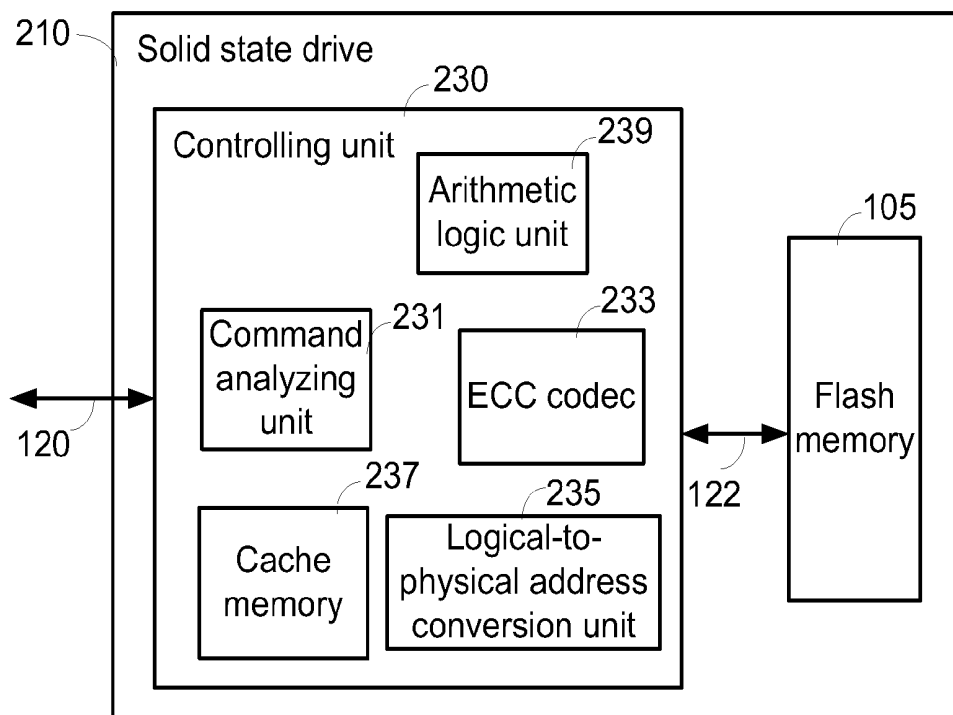 210
Solid state drive
230
Controlling unit
239
Arithmetic
logic unit
105
231
Command
analyzing
unit
233
ECC codec
Flash
memory
120
122
237
Cache
memory
235
Logical-to-
physical address
conversion unit